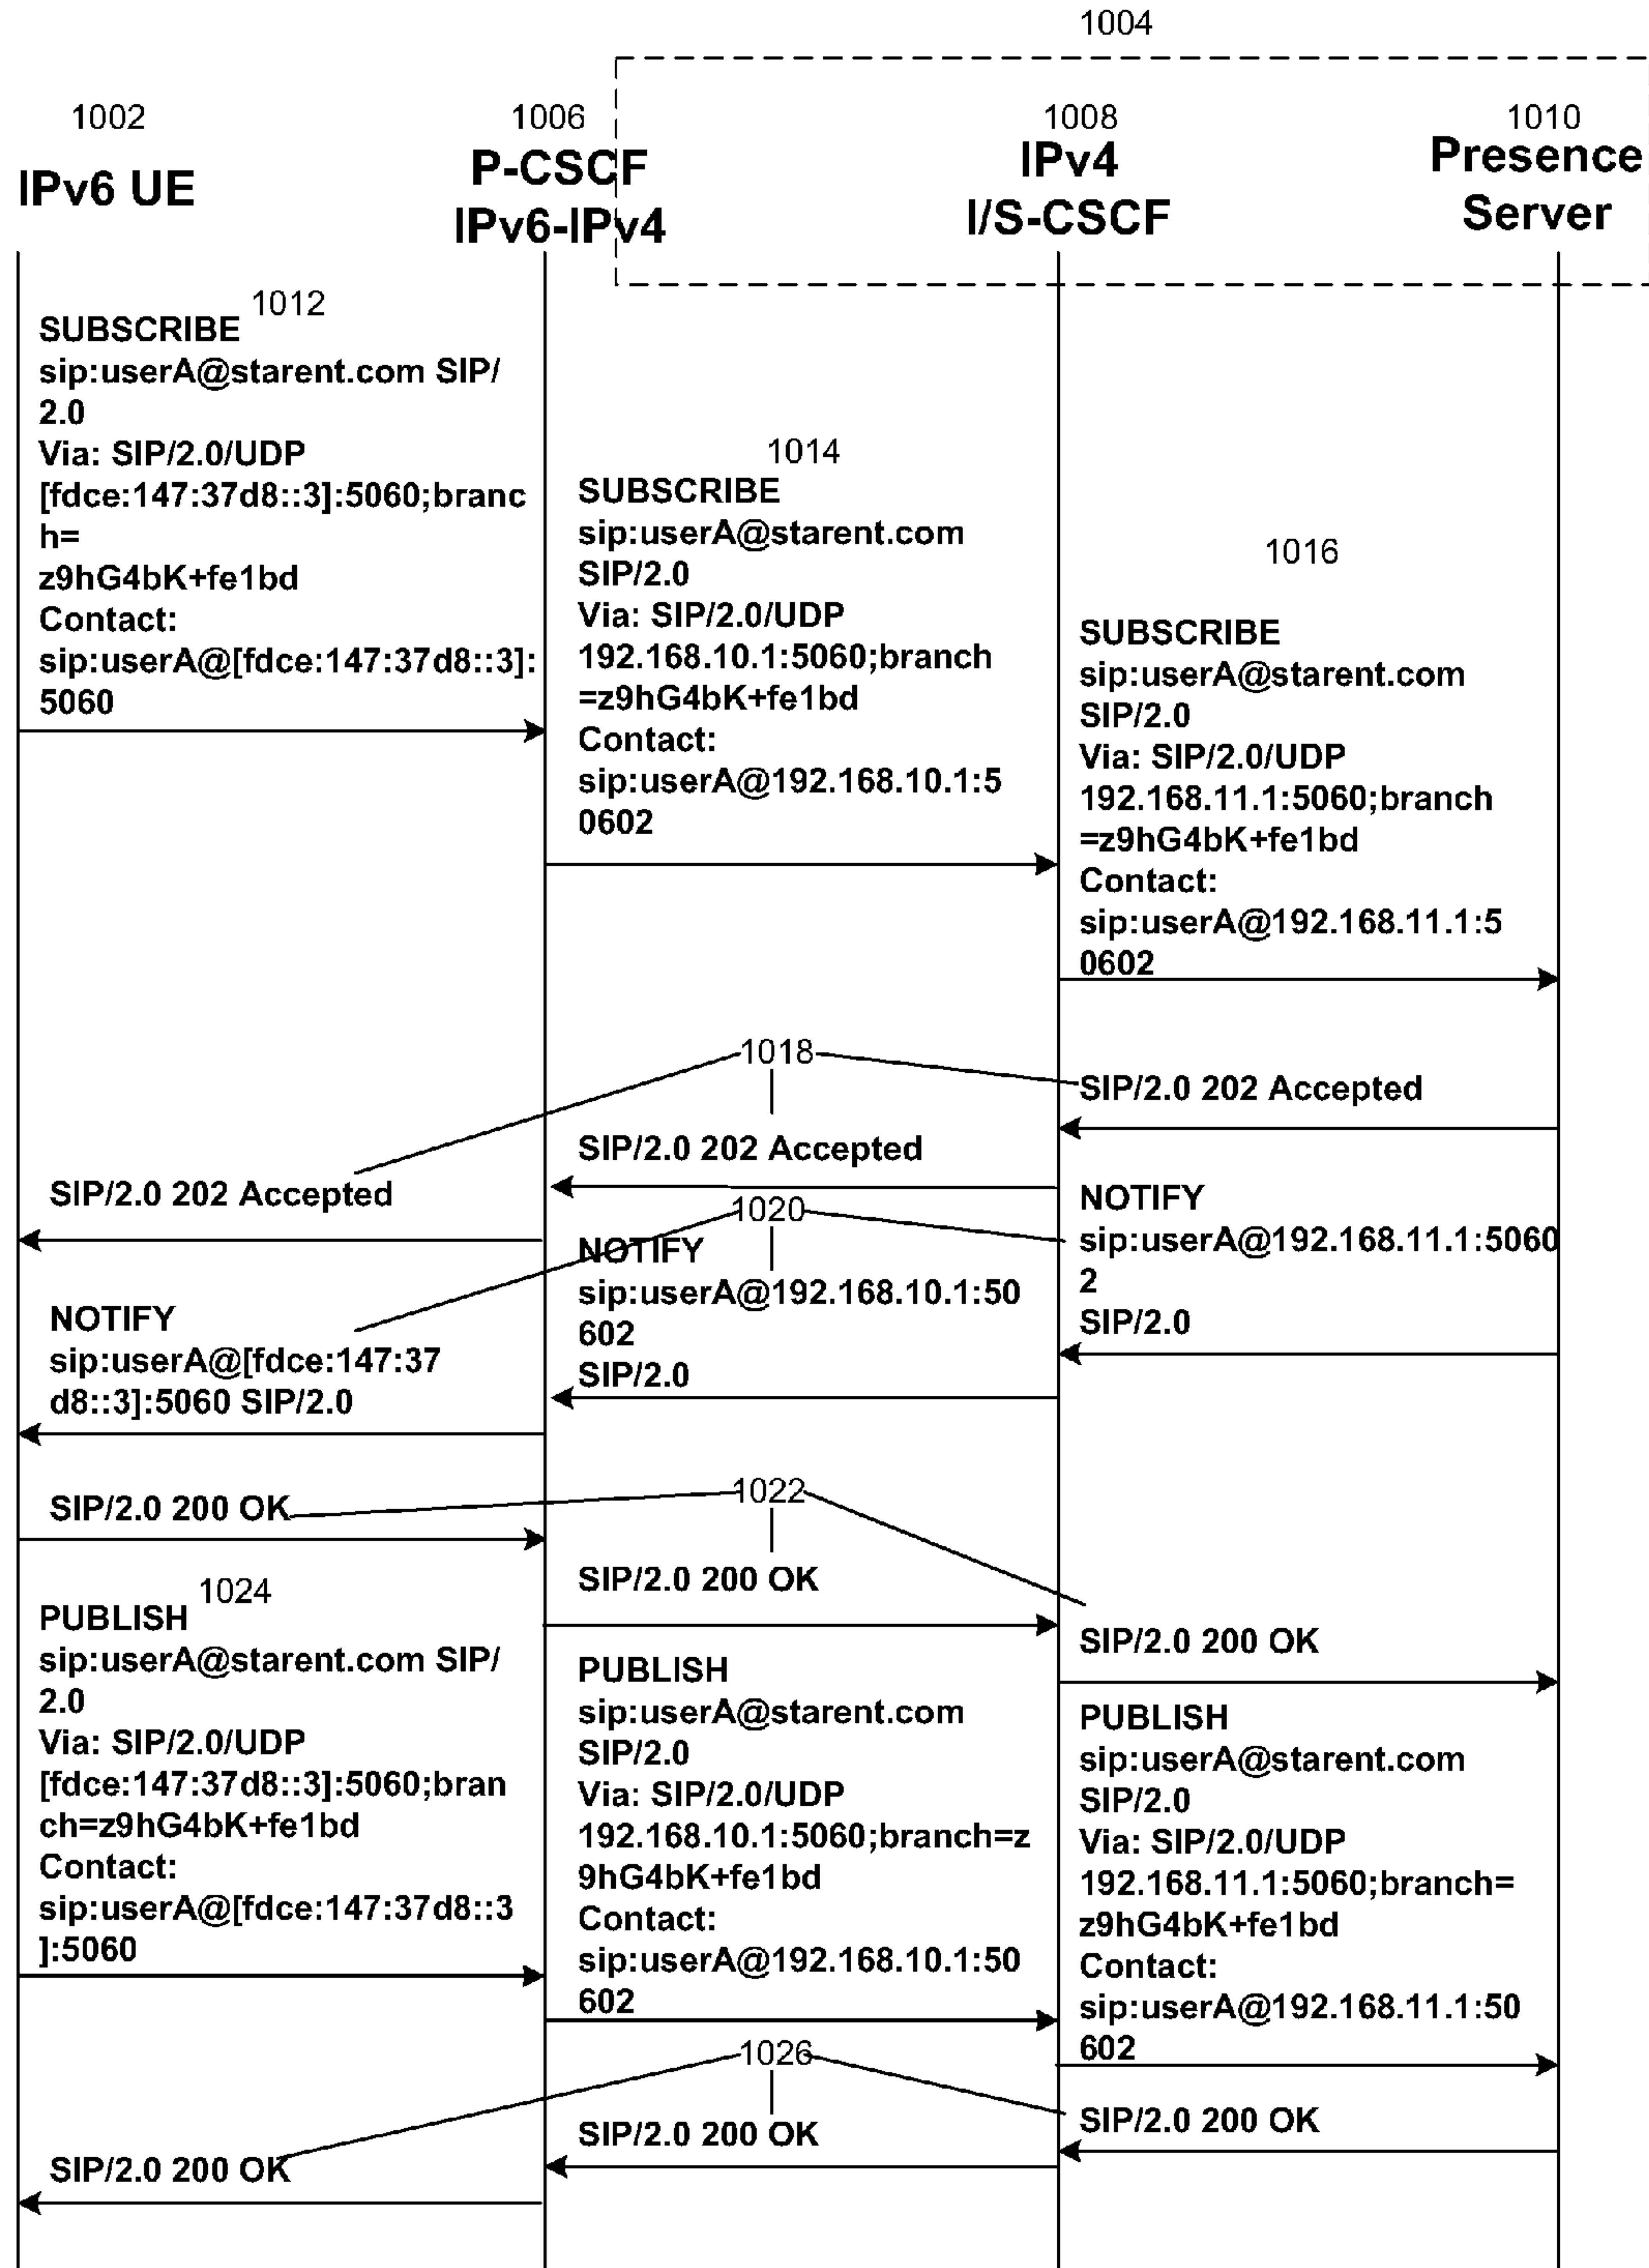 1004
1002
IPv6 UE
1006
P-CSCF
IPv6-IPv4
1008
IPv4
I/S-CSCF
1010
Presence
Server
1012
SUBSCRIBE
sip:userA@starent.com SIP/
2.0
Via: SIP/2.0/UDP
[fdce:147:37d8::3]:5060;branc
h=
z9hG4bK+fe1bd
Contact:
sip:userA@[fdce:147:37d8::3]:
5060
1014
SUBSCRIBE
sip:userA@starent.com
SIP/2.0
Via: SIP/2.0/UDP
192.168.10.1:5060;branch
=z9hG4bK+fe1bd
Contact:
sip:userA@192.168.10.1:5
0602
1016
SUBSCRIBE
sip:userA@starent.com
SIP/2.0
Via: SIP/2.0/UDP
192.168.11.1:5060;branch
=z9hG4bK+fe1bd
Contact:
sip:userA@192.168.11.1:5
0602
1018
SIP/2.0 202 Accepted
SIP/2.0 202 Accepted
SIP/2.0 202 Accepted
1020
NOTIFY
sip:userA@192.168.11.1:5060
2
SIP/2.0
NOTIFY
sip:userA@192.168.10.1:50
602
SIP/2.0
NOTIFY
sip:userA@[fdce:147:37
d8::3]:5060 SIP/2.0
1022
SIP/2.0 200 OK
SIP/2.0 200 OK
SIP/2.0 200 OK
1024
PUBLISH
sip:userA@starent.com SIP/
2.0
Via: SIP/2.0/UDP
[fdce:147:37d8::3]:5060;bran
ch=z9hG4bK+fe1bd
Contact:
sip:userA@[fdce:147:37d8::3
]:5060
PUBLISH
sip:userA@starent.com
SIP/2.0
Via: SIP/2.0/UDP
192.168.10.1:5060;branch=z
9hG4bK+fe1bd
Contact:
sip:userA@192.168.10.1:50
602
PUBLISH
sip:userA@starent.com
SIP/2.0
Via: SIP/2.0/UDP
192.168.11.1:5060;branch=
z9hG4bK+fe1bd
Contact:
sip:userA@192.168.11.1:50
602
1026
SIP/2.0 200 OK
SIP/2.0 200 OK
SIP/2.0 200 OK